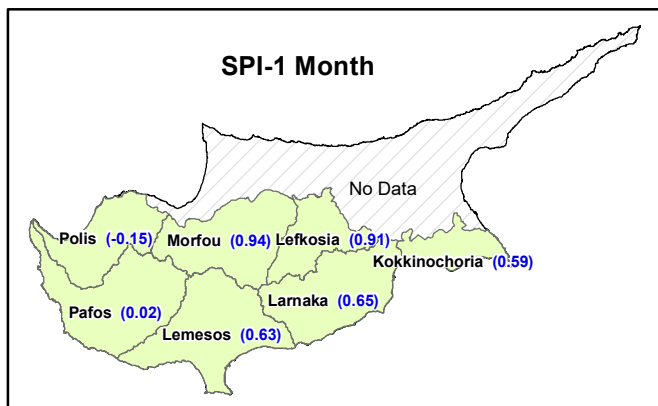 SPI-1 Month
No Data
Polis (-0.15)
Morfou (0.94)
Lefkosia (0.91)
Kokkinochoria (0.59)
Pafos (0.02)
Larnaka (0.65)
Lemesos (0.63)